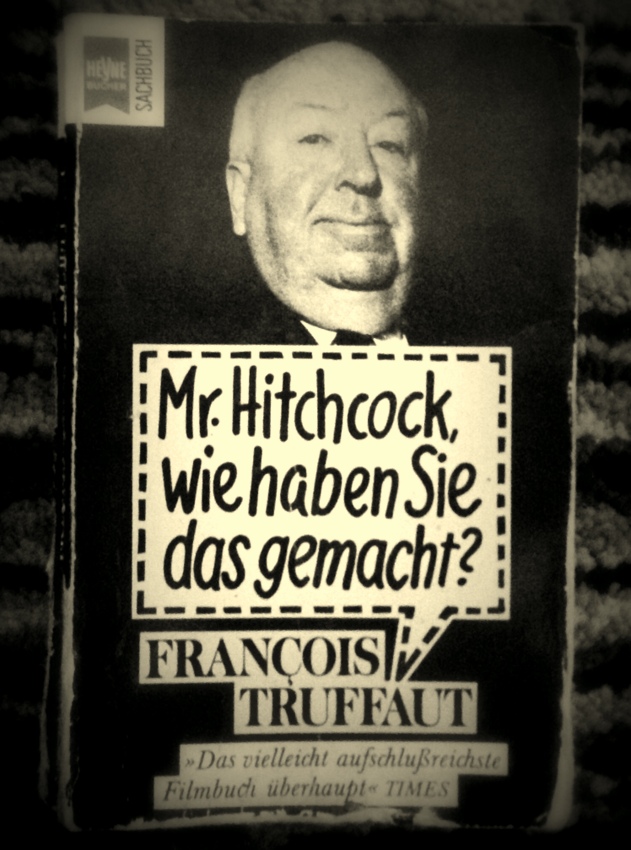 HEYNE
BÜCHER
SACHBUCH
Mr. Hitchcock,
wie haben Sie
das gemacht?
FRANÇOIS
TRUFFAUT
»Das vielleicht aufschlußreichste
Filmbuch überhaupt« TIMES